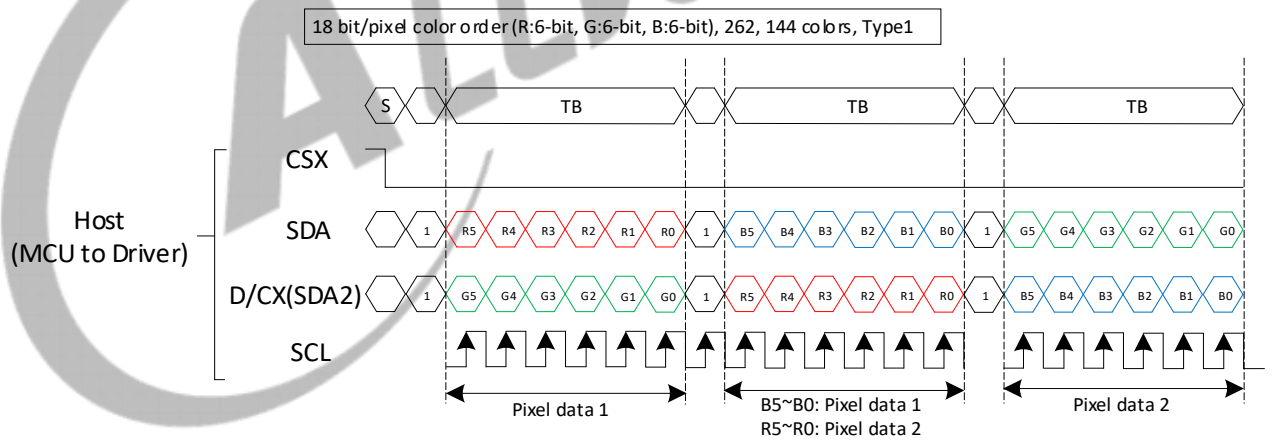 18 bit/pixel color order (R:6-bit, G:6-bit, B:6-bit), 262, 144 colors, Type1
S TB TB TB
CSX
Host
(MCU to Driver)
SDA 1 R5 R4 R3 R2 R1 R0 1 B5 B4 B3 B2 B1 B0 1 G5 G4 G3 G2 G1 G0
D/CX(SDA2) 1 G5 G4 G3 G2 G1 G0 1 R5 R4 R3 R2 R1 R0 1 B5 B4 B3 B2 B1 B0
SCL
Pixel data 1
B5~B0: Pixel data 1
R5~R0: Pixel data 2
Pixel data 2